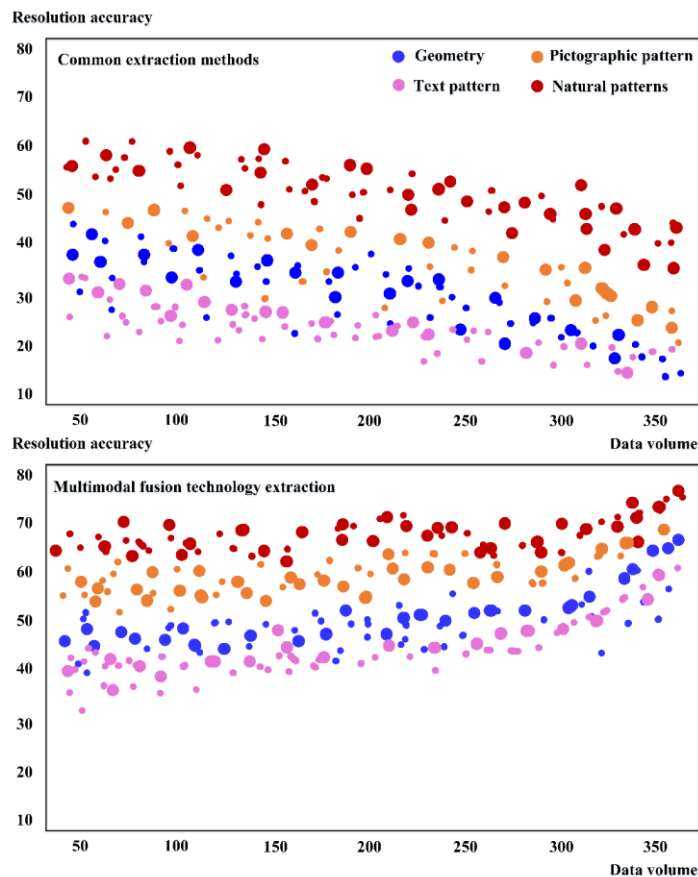 Resolution accuracy
80
Common extraction methods
Geometry
Pictographic pattern
Text pattern
Natural patterns
70
60
50
40
30
20
10
50 100 150 200 250 300 350
Data volume
Resolution accuracy
80
Multimodal fusion technology extraction
70
60
50
40
30
20
10
50 100 150 200 250 300 350
Data volume